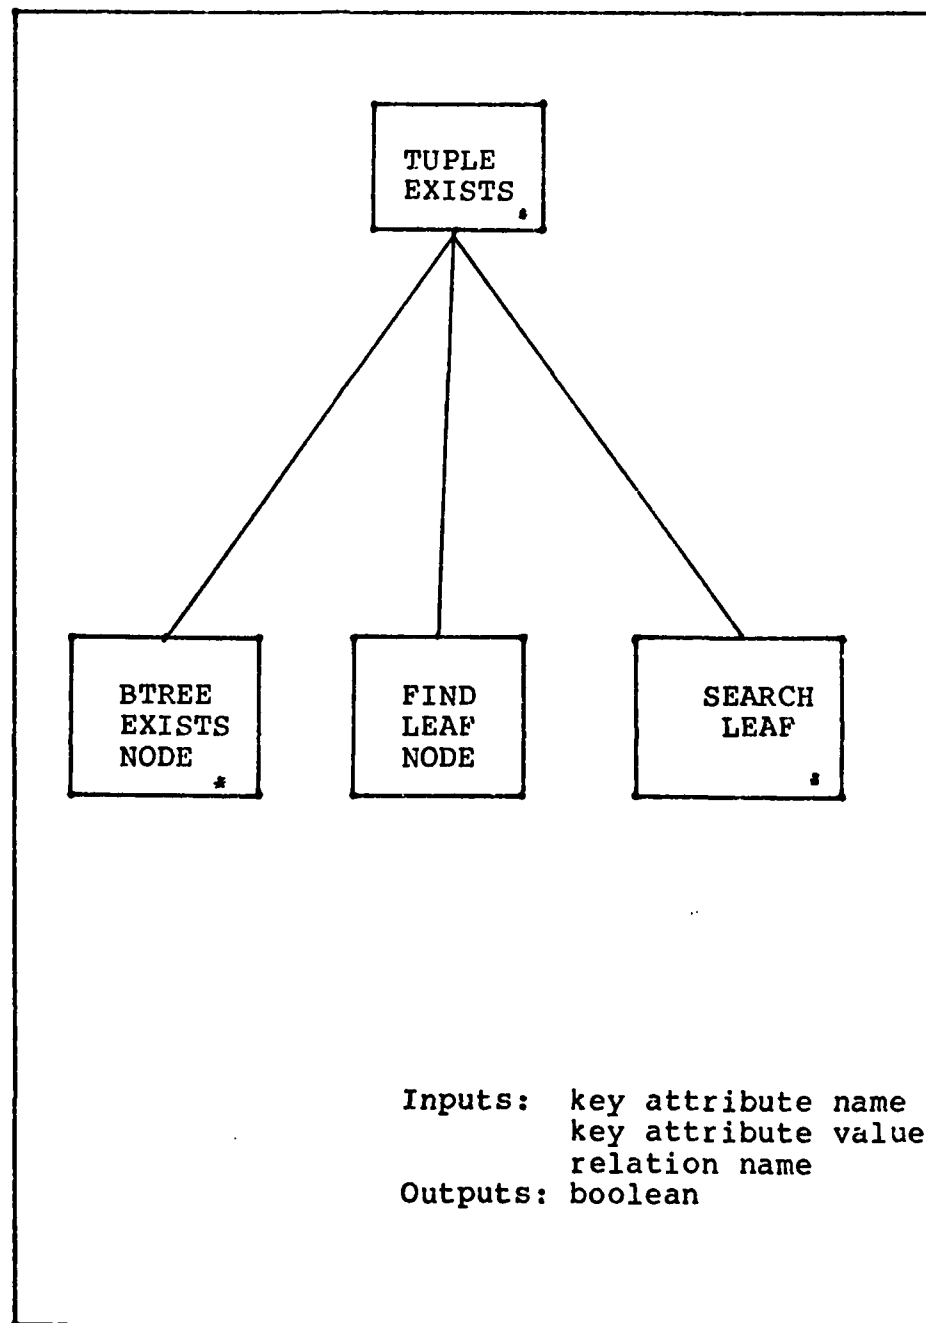 TUPLE
EXISTS
*
BTREE
EXISTS
NODE
*
FIND
LEAF
NODE
SEARCH
LEAF
*
Inputs: key attribute name
key attribute value
relation name
Outputs: boolean